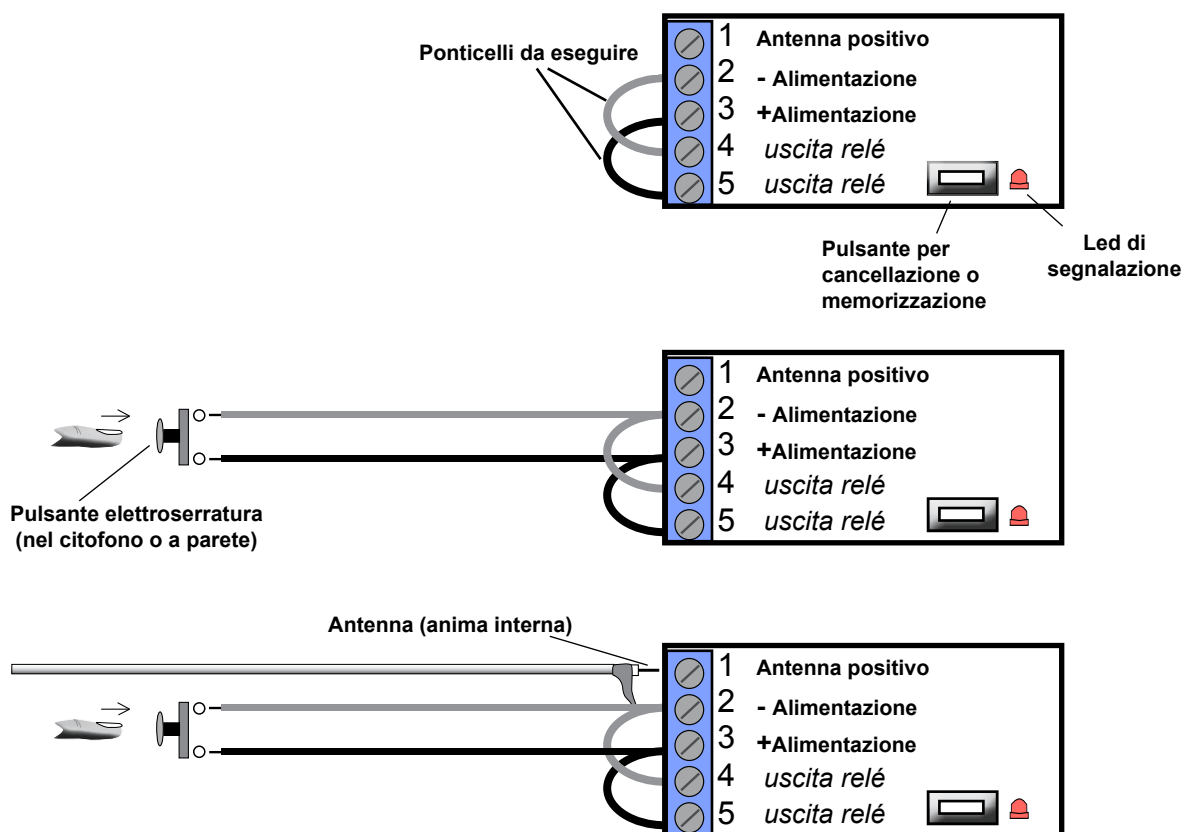 Ponticelli da eseguire
1 Antenna positivo
2 - Alimentazione
3 +Alimentazione
4 uscita relé
5 uscita relé
Pulsante per
cancellazione o
memorizzazione
Led di
segnalazione
1 Antenna positivo
2 - Alimentazione
3 +Alimentazione
4 uscita relé
5 uscita relé
Pulsante elettroserratura
(nel citofono o a parete)
Antenna (anima interna)
1 Antenna positivo
2 - Alimentazione
3 +Alimentazione
4 uscita relé
5 uscita relé